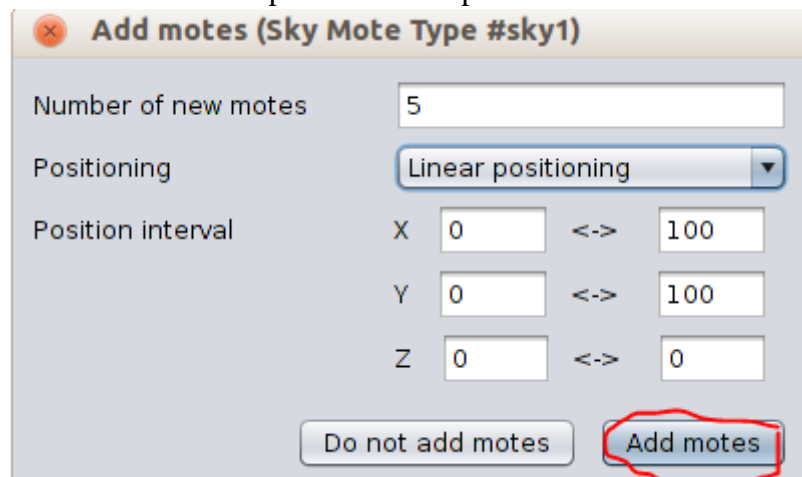 Add motes (Sky Mote Type #sky1)
Number of new motes 5
Positioning Linear positioning
Position interval X 0 <-> 100
Y 0 <-> 100
Z 0 <-> 0
Do not add motes Add motes